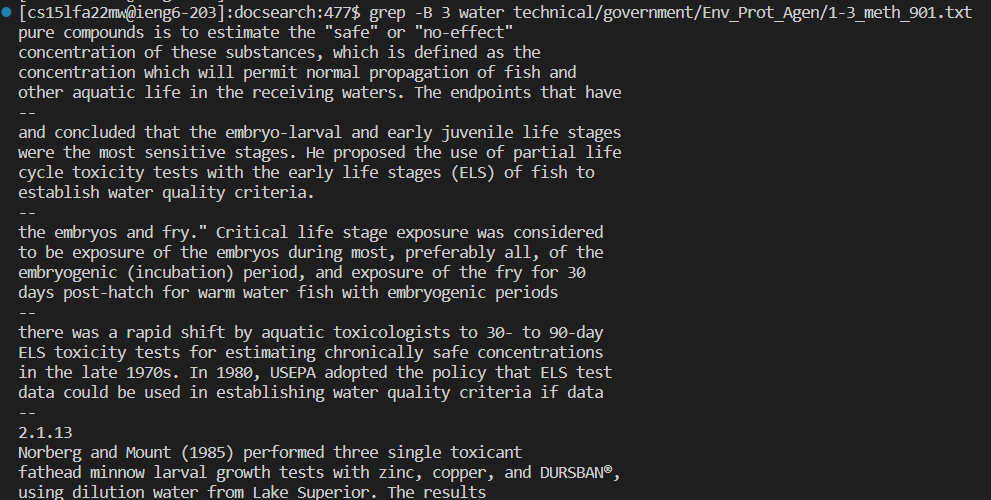 [cs15lfa22mw@ieng6-203]:docsearch:477$ grep -B 3 water technical/government/Env_Prot_Agen/1-3_meth_901.txt
pure compounds is to estimate the "safe" or "no-effect"
concentration of these substances, which is defined as the
concentration which will permit normal propagation of fish and
other aquatic life in the receiving waters. The endpoints that have
--
and concluded that the embryo-larval and early juvenile life stages
were the most sensitive stages. He proposed the use of partial life
cycle toxicity tests with the early life stages (ELS) of fish to
establish water quality criteria.
--
the embryos and fry." Critical life stage exposure was considered
to be exposure of the embryos during most, preferably all, of the
embryogenic (incubation) period, and exposure of the fry for 30
days post-hatch for warm water fish with embryogenic periods
--
there was a rapid shift by aquatic toxicologists to 30- to 90-day
ELS toxicity tests for estimating chronically safe concentrations
in the late 1970s. In 1980, USEPA adopted the policy that ELS test
data could be used in establishing water quality criteria if data
--
2.1.13
Norberg and Mount (1985) performed three single toxicant
fathead minnow larval growth tests with zinc, copper, and DURSBAN®,
using dilution water from Lake Superior. The results